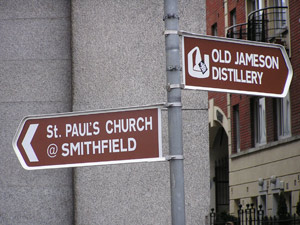 OLD JAMESON
DISTILLERY
ST. PAUL'S CHURCH
@ SMITHFIELD